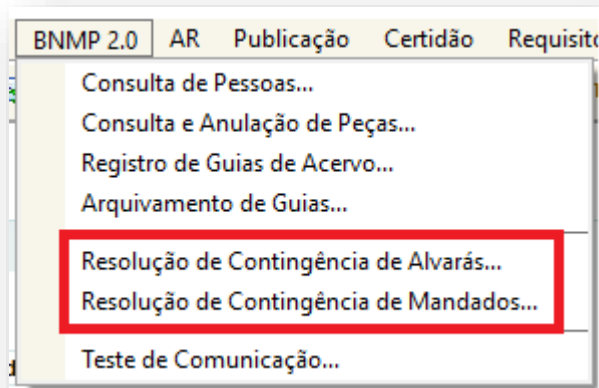 BNMP 2.0 AR Publicação Certidão Requisit
Consulta de Pessoas...
Consulta e Anulação de Peças...
Registro de Guias de Acervo...
Arquivamento de Guias...
Resolução de Contingência de Alvarás...
Resolução de Contingência de Mandados...
Teste de Comunicação...